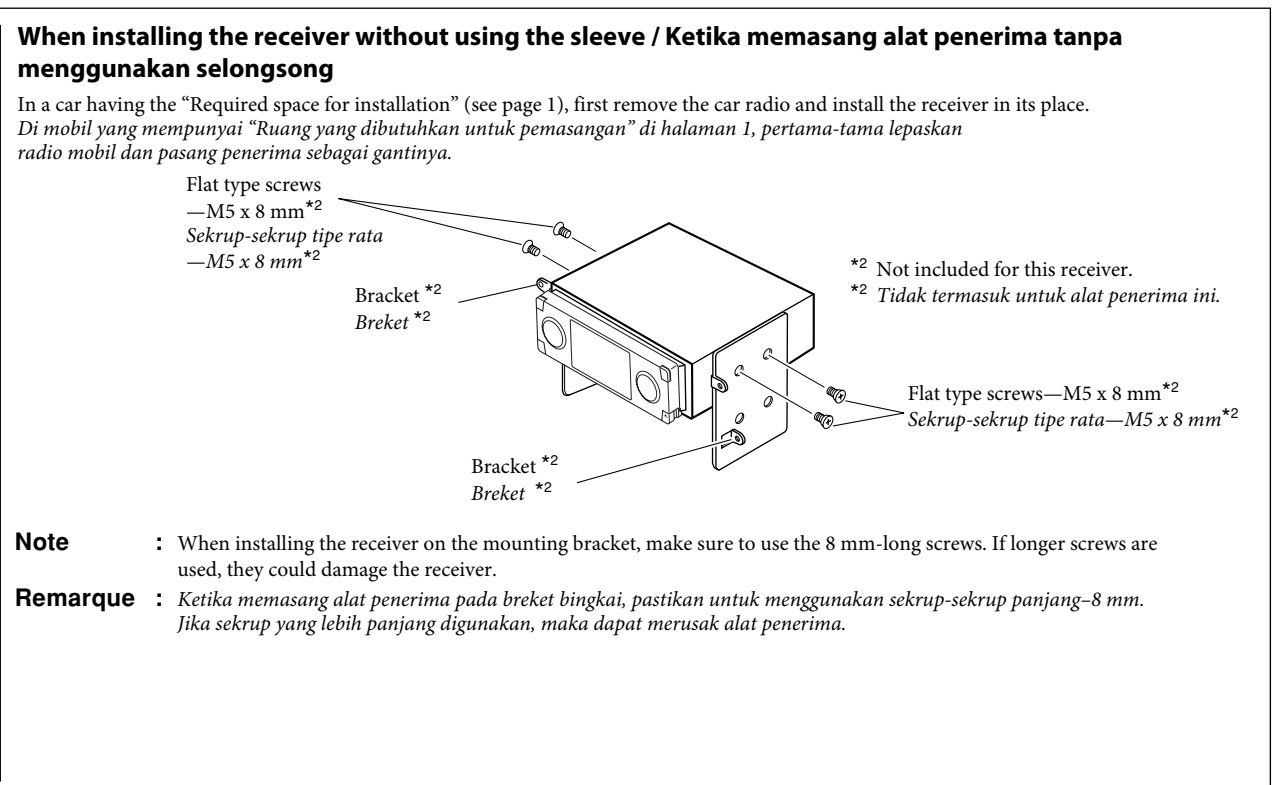 When installing the receiver without using the sleeve / Ketika memasang alat penerima tanpa
menggunakan selongsong
In a car having the “Required space for installation” (see page 1), first remove the car radio and install the receiver in its place.
Di mobil yang mempunyai “Ruang yang dibutuhkan untuk pemasangan” di halaman 1, pertama-tama lepaskan
radio mobil dan pasang penerima sebagai gantinya.
Flat type screws
—M5 x 8 mm*2
Sekrup-sekrup tipe rata
—M5 x 8 mm*2
Bracket *2
Breket *2
*2 Not included for this receiver.
*2 Tidak termasuk untuk alat penerima ini.
Flat type screws—M5 x 8 mm*2
Sekrup-sekrup tipe rata—M5 x 8 mm*2
Bracket *2
Breket *2
Note : When installing the receiver on the mounting bracket, make sure to use the 8 mm-long screws. If longer screws are
used, they could damage the receiver.
Remarque : Ketika memasang alat penerima pada breket bingkai, pastikan untuk menggunakan sekrup-sekrup panjang–8 mm.
Jika sekrup yang lebih panjang digunakan, maka dapat merusak alat penerima.